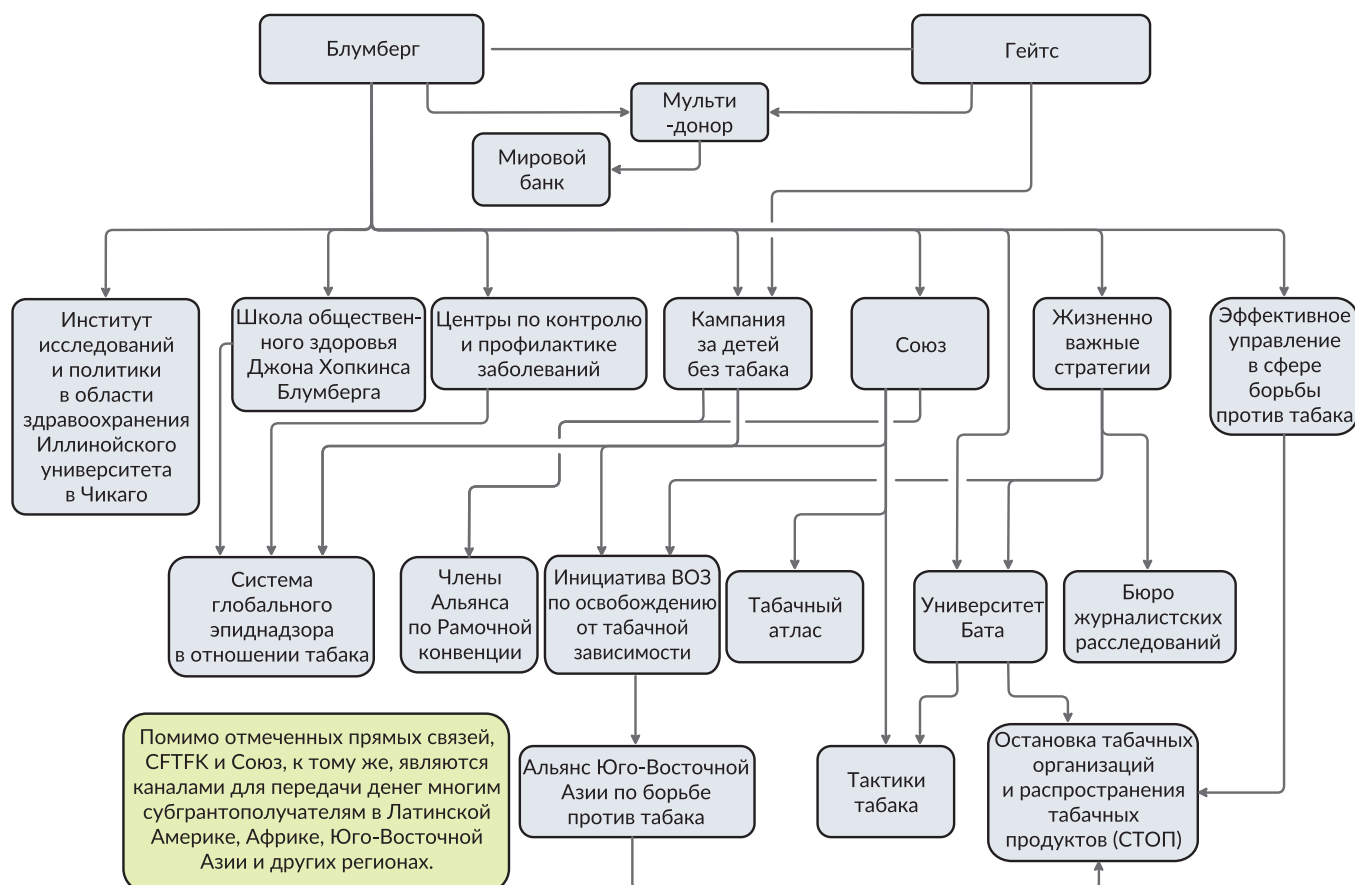 Блумберг
Гейтс
Мульти
-донор
Мировой
банк
Институт
исследований
и политики
в области
здравоохранения
Иллинойского
университета
в Чикаго
Школа обществен-
ного здоровья
Джона Хопкинса
Блумберга
Центры по контролю
и профилактике
заболеваний
Кампания
за детей
без табака
Союз
Жизненно
важные
стратегии
Эффективное
управление
в сфере
борьбы
против табака
Система
глобального
эпиднадзора
в отношении табака
Члены
Альянса
по Рамочной
конвенции
Инициатива ВОЗ
по освобождению
от табачной
зависимости
Табачный
атлас
Университет
Бата
Бюро
журналистских
расследований
Помимо отмеченных прямых связей,
CFTFK и Союз, к тому же, являются
каналами для передачи денег многим
субгрантополучателям в Латинской
Америке, Африке, Юго-Восточной
Азии и других регионах.
Альянс Юго-Восточной
Азии по борьбе
против табака
Тактики
табака
Остановка табачных
организаций
и распространения
табачных
продуктов (СТОП)